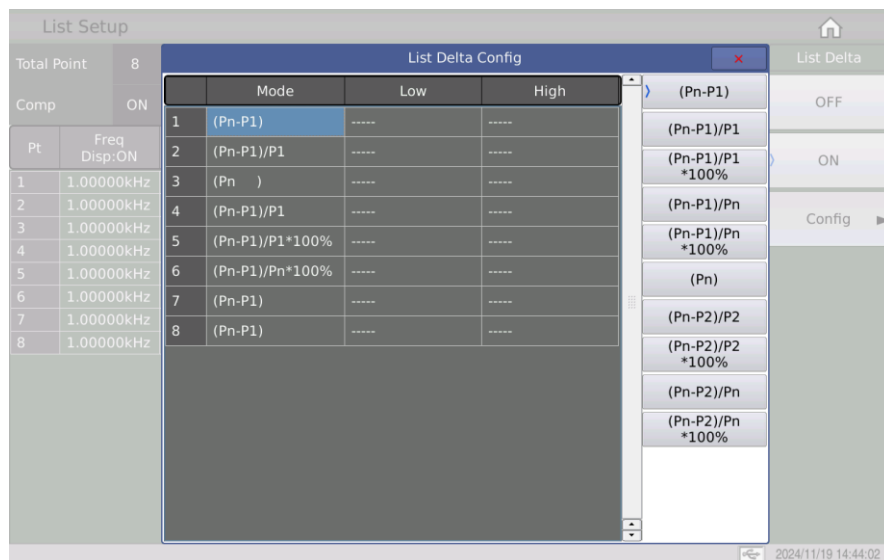 List Setup
Total Point 8
Comp ON
Pt Freq
Disp:ON
1 1.00000kHz
2 1.00000kHz
3 1.00000kHz
4 1.00000kHz
5 1.00000kHz
6 1.00000kHz
7 1.00000kHz
8 1.00000kHz
List Delta Config ×
Mode Low High
1 (Pn-P1) ----- -----
2 (Pn-P1)/P1 ----- -----
3 (Pn ) ----- -----
4 (Pn-P1)/P1 ----- -----
5 (Pn-P1)/P1*100% ----- -----
6 (Pn-P1)/Pn*100% ----- -----
7 (Pn-P1) ----- -----
8 (Pn-P1) ----- -----
(Pn-P1)
(Pn-P1)/P1
(Pn-P1)/P1
*100%
(Pn-P1)/Pn
(Pn-P1)/Pn
*100%
(Pn)
(Pn-P2)/P2
(Pn-P2)/P2
*100%
(Pn-P2)/Pn
(Pn-P2)/Pn
*100%
List Delta
OFF
ON
Config
2024/11/19 14:44:02